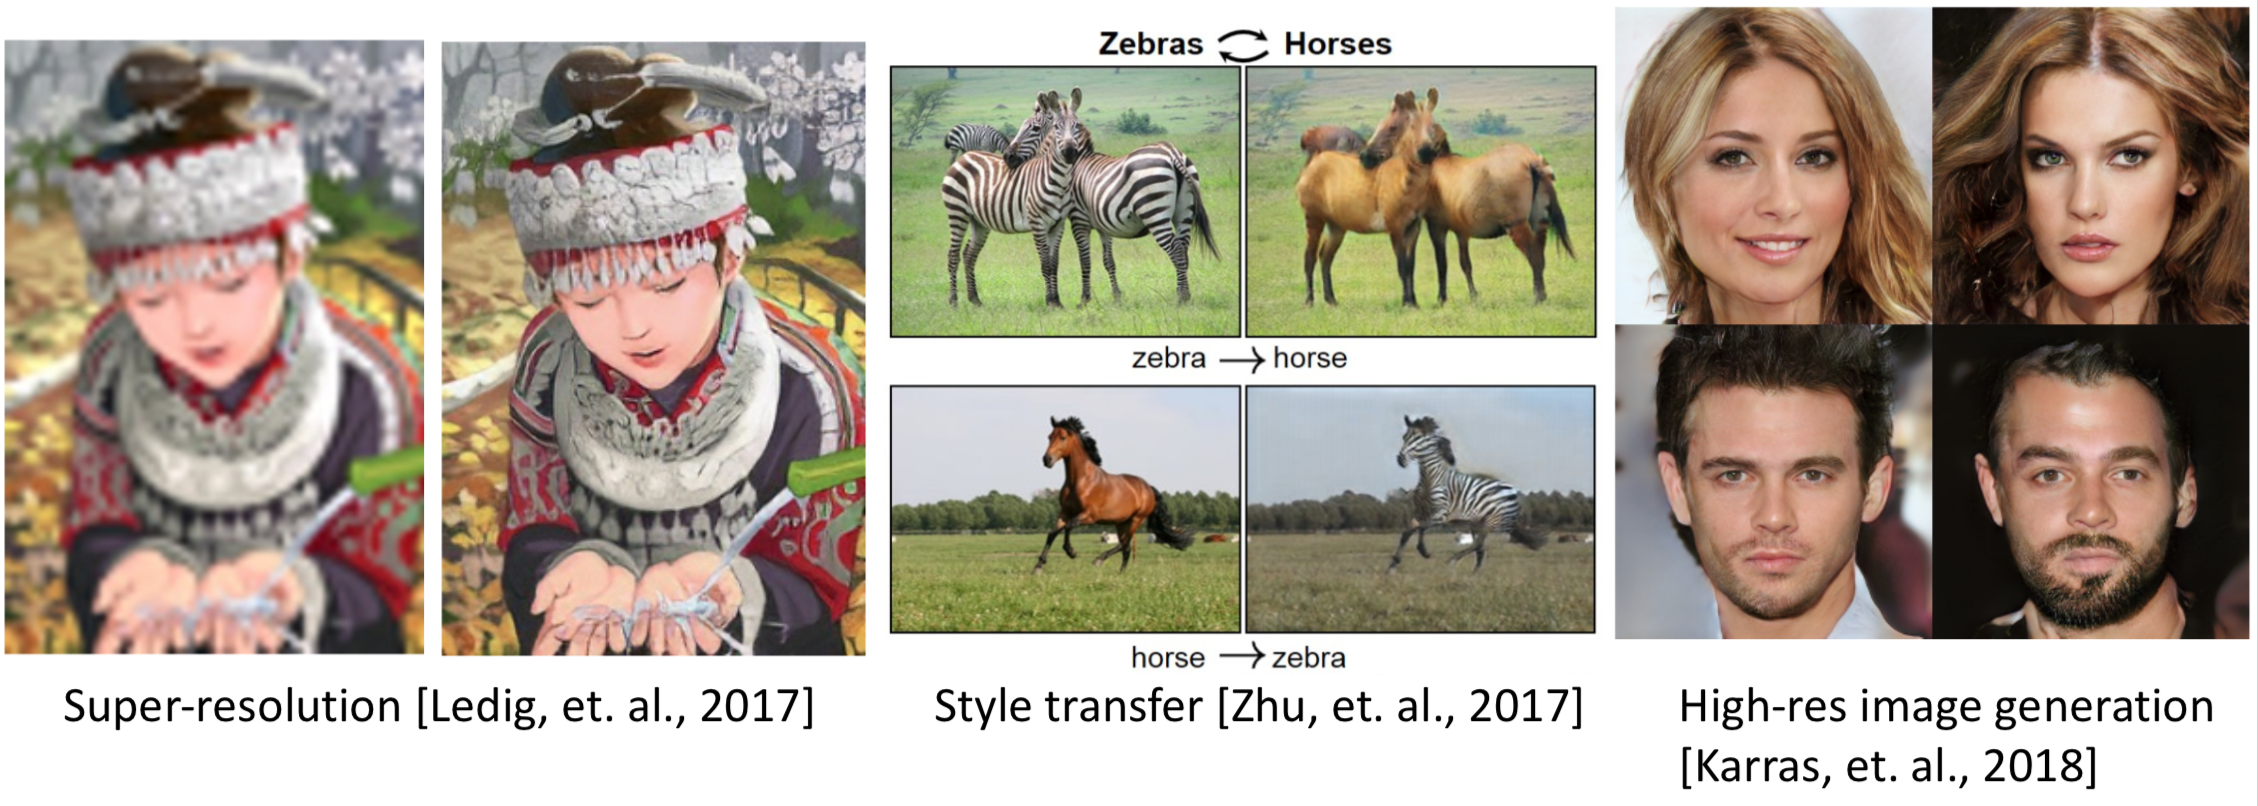 Zebras Horses
zebra → horse
horse → zebra
Super-resolution [Ledig, et. al., 2017]
Style transfer [Zhu, et. al., 2017]
High-res image generation
[Karras, et. al., 2018]